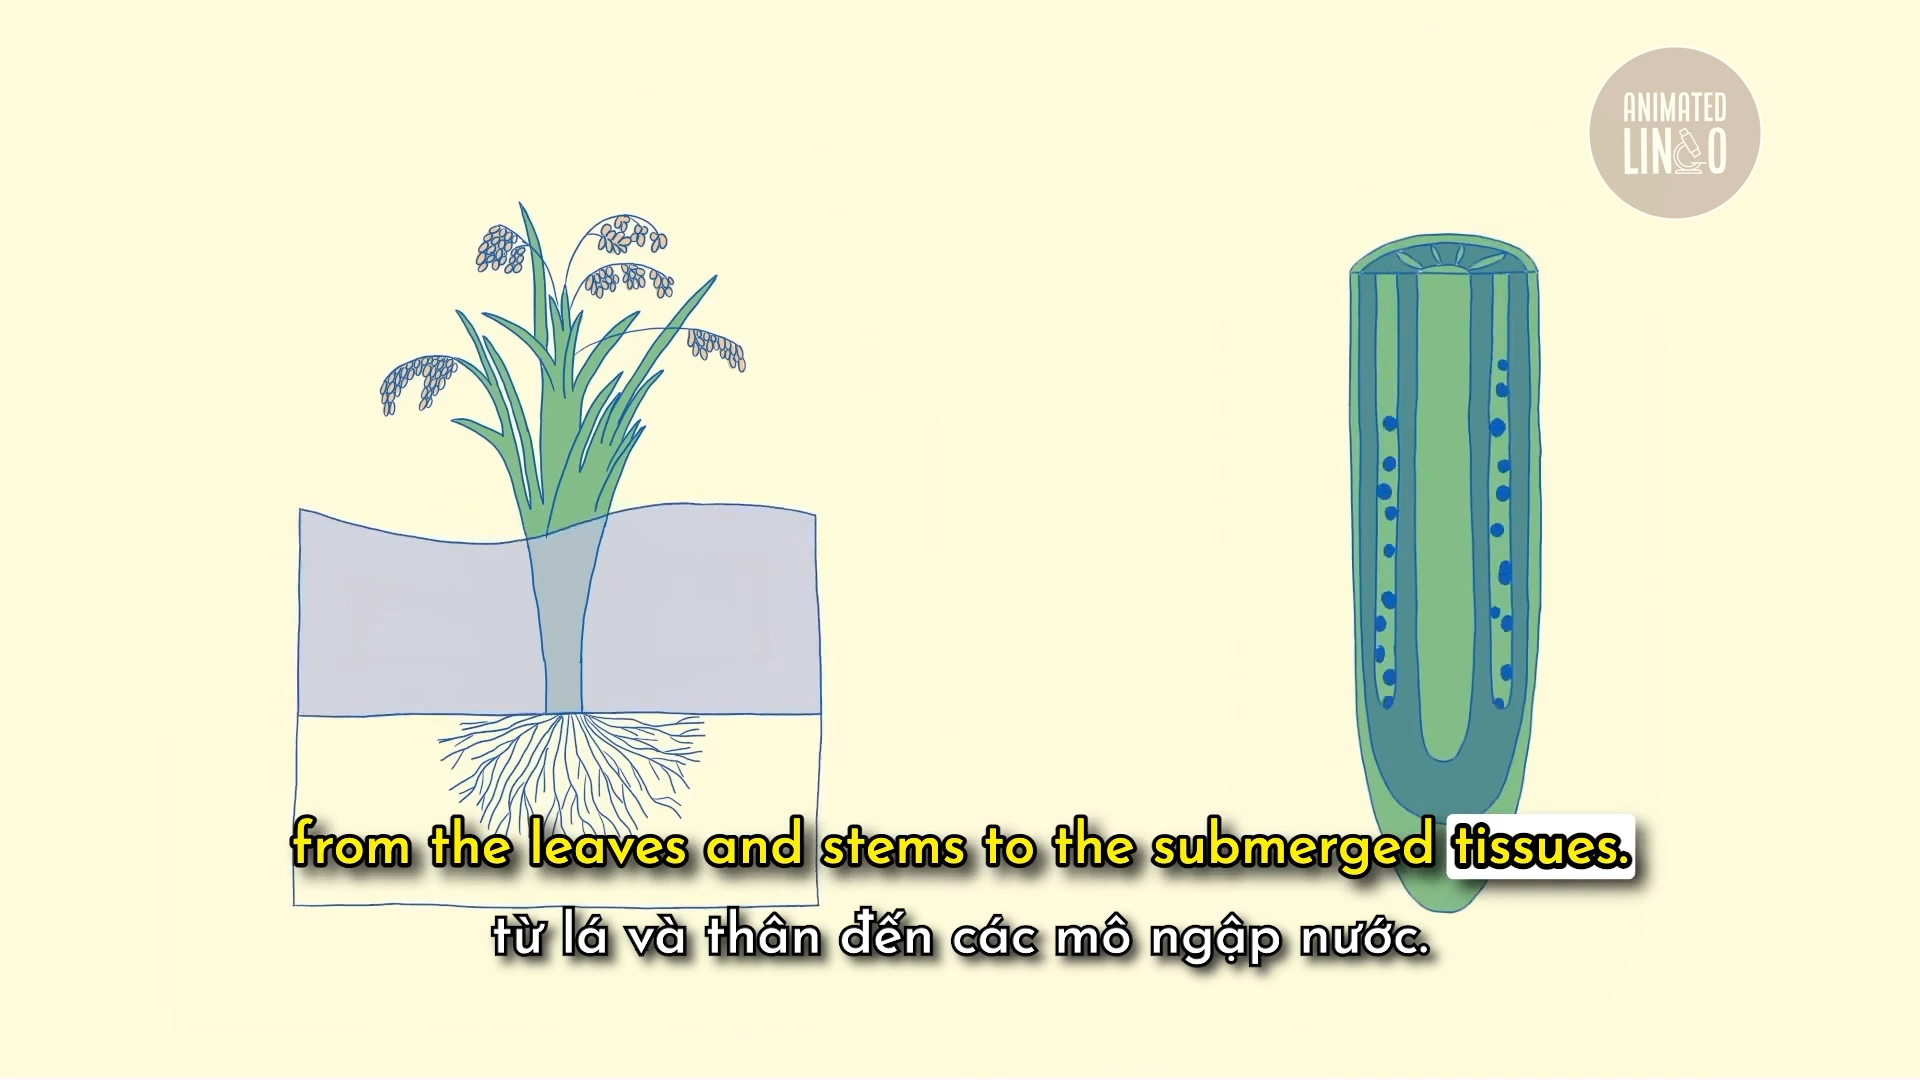 ANIMATED
LINGO
from the leaves and stems to the submerged tissues.
từ lá và thân đến các mô ngập nước.